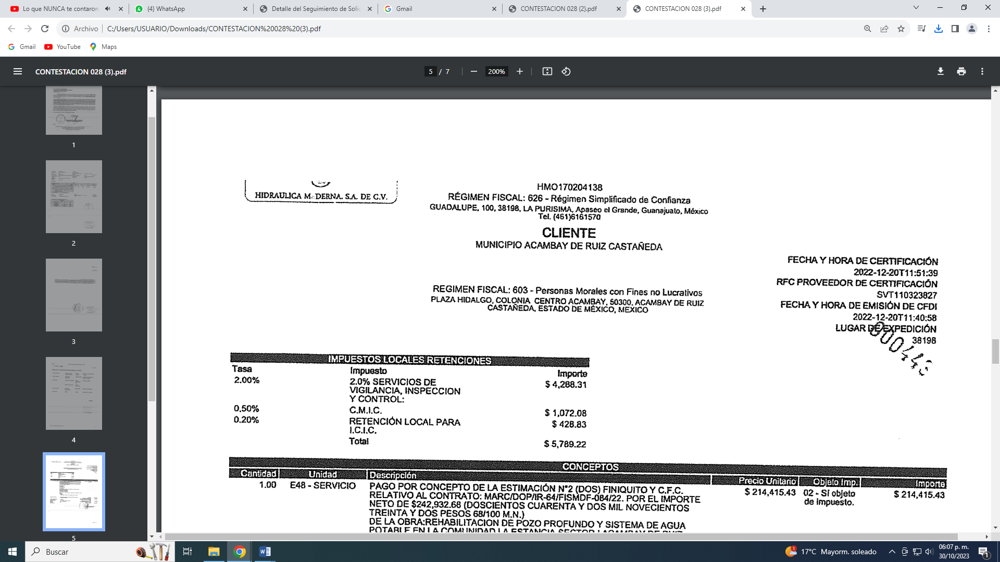 Lo que NUNCA te contaron
(4) WhatsApp
Detalle del Seguimiento de Solic
Gmail
CONTESTACION 028 (2).pdf
CONTESTACION 028 (3).pdf
Archivo
C:/Users/USUARIO/Downloads/CONTESTACION%20028%20(3).pdf
Gmail
YouTube
Maps
CONTESTACION 028 (3).pdf
5 / 7
200%
1
2
3
4
5
HIDRAULICA M DERNA. S.A. DE C.V.
HMO170204138
RÉGIMEN FISCAL: 626 - Régimen Simplificado de Confianza
GUADALUPE, 100, 38198, LA PURISIMA, Apaseo el Grande, Guanajuato, México
Tel. (461)6161570
CLIENTE
MUNICIPIO ACAMBAY DE RUIZ CASTAÑEDA
REGIMEN FISCAL: 603 - Personas Morales con Fines no Lucrativos
PLAZA HIDALGO, COLONIA CENTRO ACAMBAY, 50300, ACAMBAY DE RUIZ
CASTAÑEDA, ESTADO DE MÉXICO, MEXICO
FECHA Y HORA DE CERTIFICACIÓN
2022-12-20T11:51:39
RFC PROVEEDOR DE CERTIFICACIÓN
SVT110323827
FECHA Y HORA DE EMISIÓN DE CFDI
2022-12-20T11:40:58
LUGAR DE EXPEDICIÓN
38198
IMPUESTOS LOCALES RETENCIONES
Tasa Impuesto Importe
2.00% 2.0% SERVICIOS DE $ 4,288.31
VIGILANCIA, INSPECCION
Y CONTROL:
0.50% C.M.I.C. $ 1,072.08
0.20% RETENCIÓN LOCAL PARA $ 428.83
I.C.I.C.
Total $ 5,789.22
CONCEPTOS
Cantidad Unidad Descripción Precio Unitario Objeto Imp. Importe
1.00 E48 - SERVICIO PAGO POR CONCEPTO DE LA ESTIMACIÓN N°2 (DOS) FINIQUITO Y C.F.C. $ 214,415.43 02 - Sí objeto $ 214,415.43
RELATIVO AL CONTRATO: MARC/DOP/IR-64/FISMDF-084/22. POR EL IMPORTE de impuesto.
NETO DE $242,932.68 (DOSCIENTOS CUARENTA Y DOS MIL NOVECIENTOS
TREINTA Y DOS PESOS 68/100 M.N.)
DE LA OBRA:REHABILITACION DE POZO PROFUNDO Y SISTEMA DE AGUA
POTABLE EN LA COMUNIDAD LA ESTANCIA SECTOR
Buscar
17°C Mayorm. soleado
06:07 p. m.
30/10/2023
1